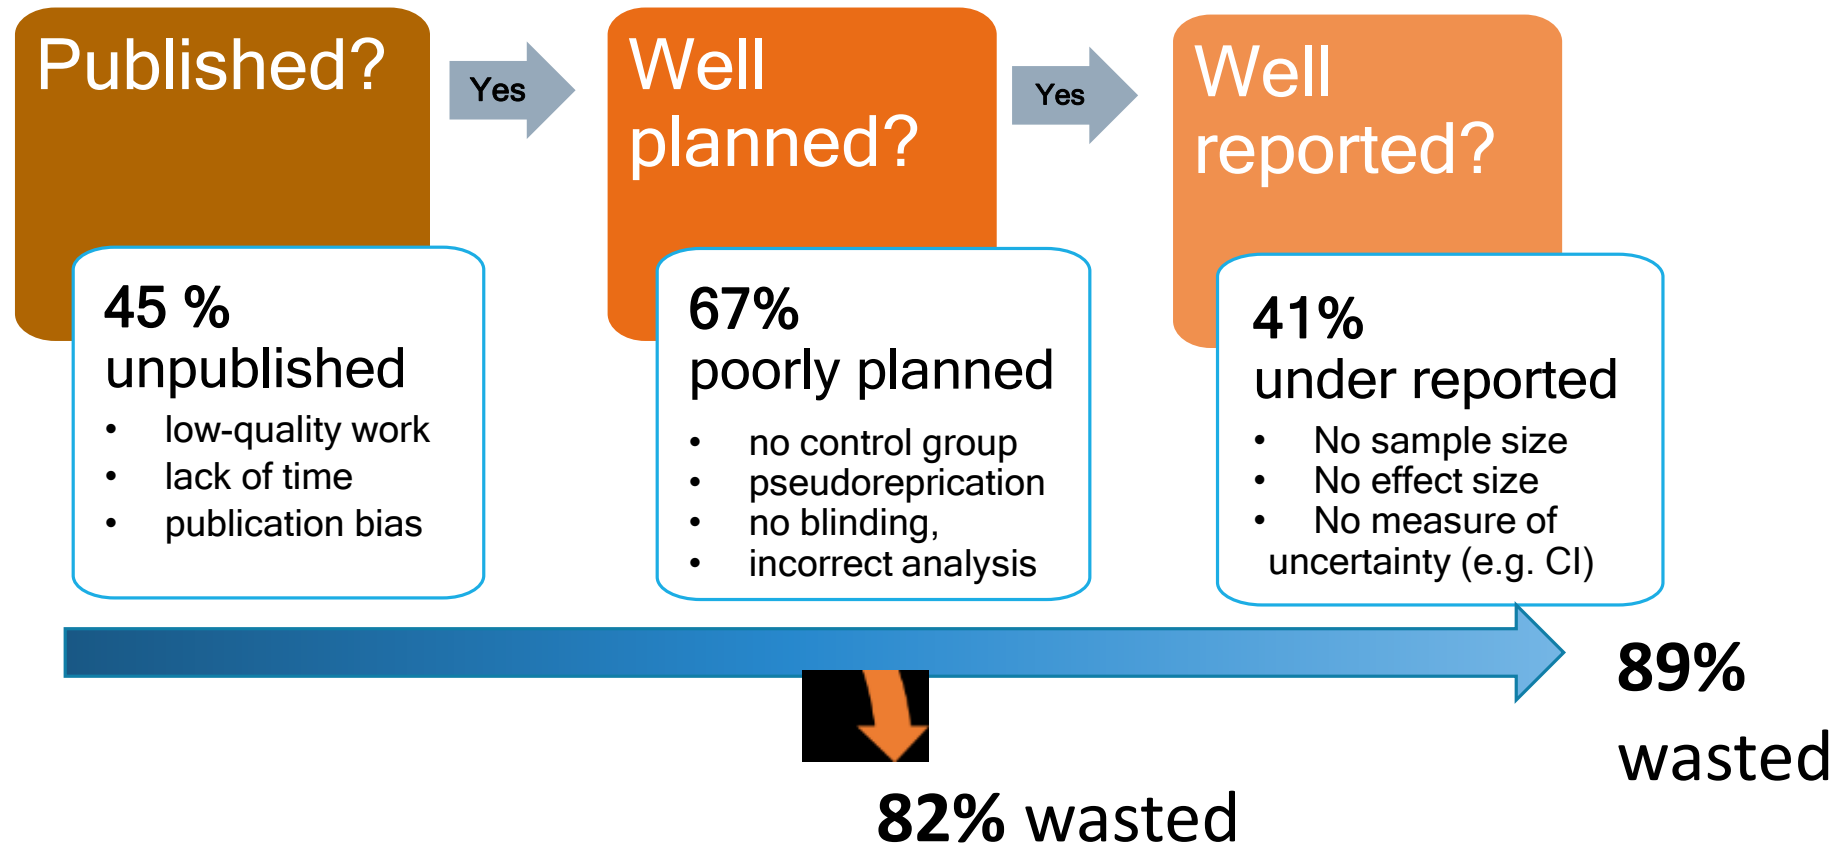 Published?
Yes
Well
planned?
Yes
Well
reported?
45 %
unpublished
• low-quality work
• lack of time
• publication bias
67%
poorly planned
• no control group
• pseudoreprication
• no blinding,
• incorrect analysis
41%
under reported
• No sample size
• No effect size
• No measure of
uncertainty (e.g. CI)
89%
wasted
82% wasted